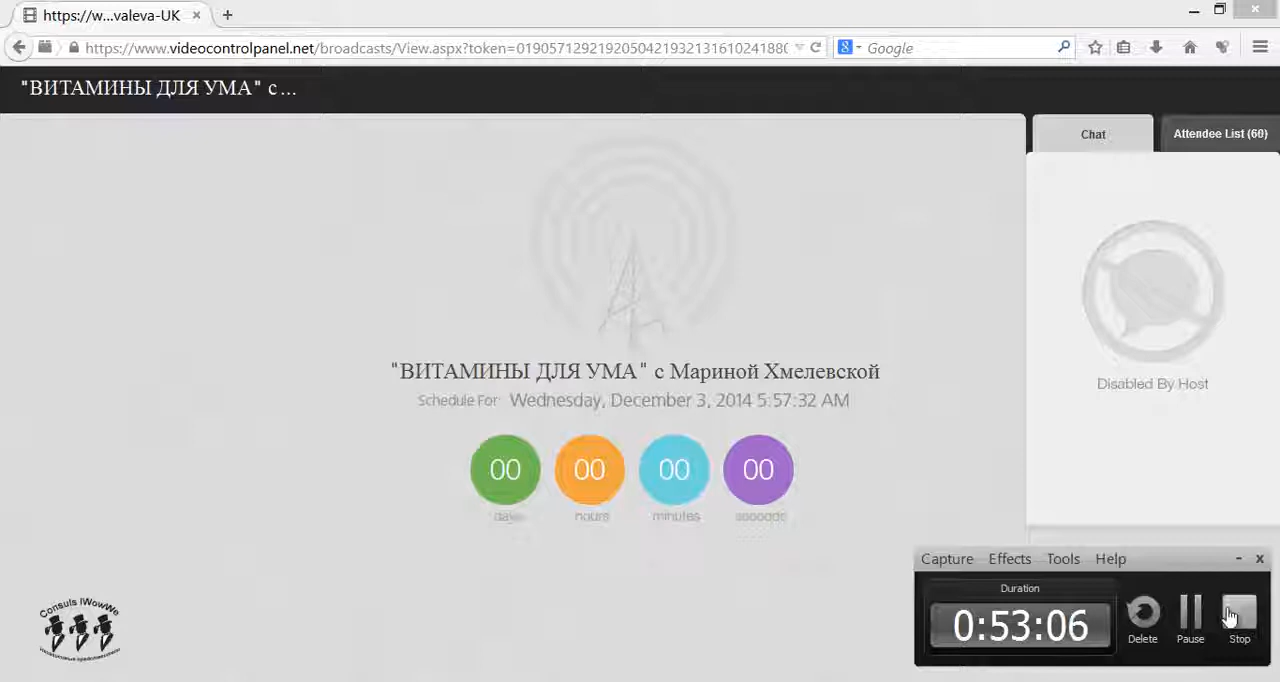 https://w...valeva-UK
https://www.videocontrolpanel.net/broadcasts/View.aspx?token=019057129219205042193213161024188(
Google
"ВИТАМИНЫ ДЛЯ УМА" с ...
Chat
Attendee List (60)
Disabled By Host
"ВИТАМИНЫ ДЛЯ УМА" с Мариной Хмелевской
Schedule For Wednesday, December 3, 2014 5:57:32 AM
00 00 00 00
days hours minutes seconds
Consuls IWowWe
Capture Effects Tools Help
Duration
0:53:06
Delete Pause Stop